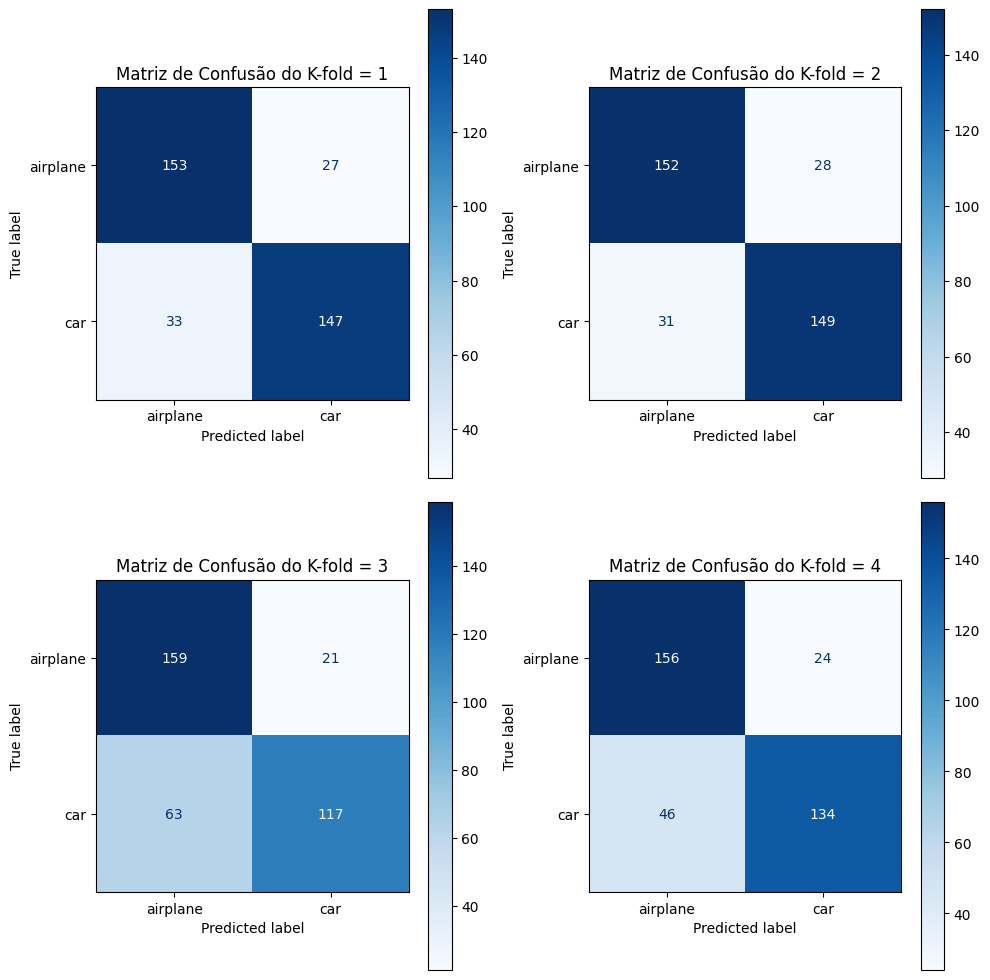 Matriz de Confusão do K-fold = 1
True label
airplane
153
27
car
33
147
airplane
car
Predicted label
140
120
100
80
60
40
Matriz de Confusão do K-fold = 2
True label
airplane
152
28
car
31
149
airplane
car
Predicted label
140
120
100
80
60
40
Matriz de Confusão do K-fold = 3
True label
airplane
159
21
car
63
117
airplane
car
Predicted label
140
120
100
80
60
40
Matriz de Confusão do K-fold = 4
True label
airplane
156
24
car
46
134
airplane
car
Predicted label
140
120
100
80
60
40